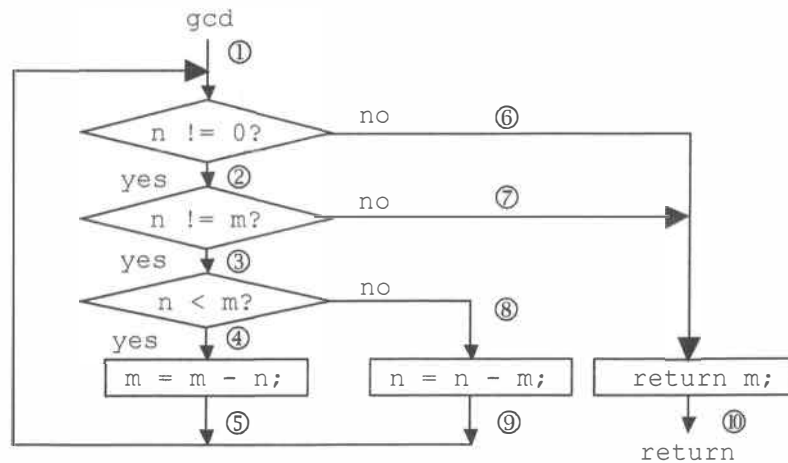 gcd
①
n != 0?
no
⑥
yes
②
n != m?
no
⑦
yes
③
n < m?
no
⑧
yes
④
m = m - n;
n = n - m;
return m;
⑤
⑨
⑩
return